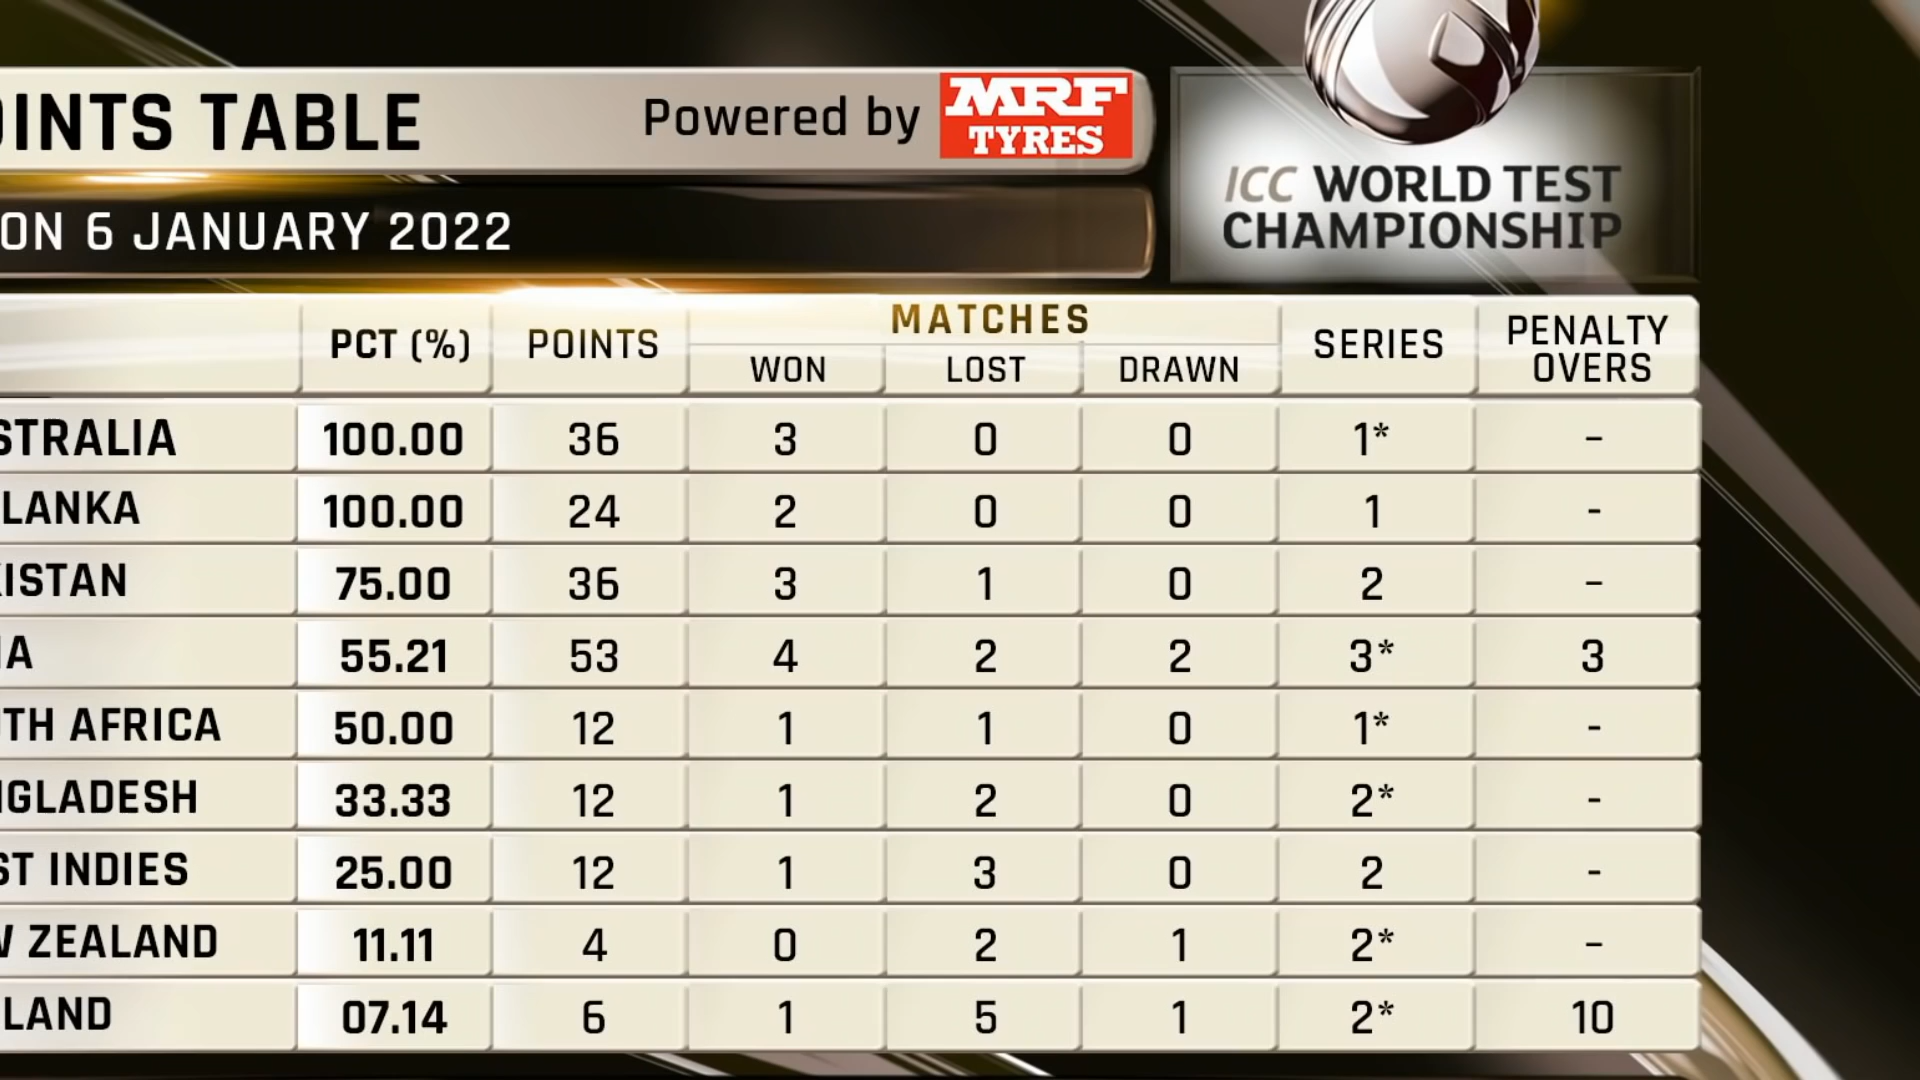 OINTS TABLE Powered by MRF TYRES
ON 6 JANUARY 2022
ICC WORLD TEST CHAMPIONSHIP
PCT (%) POINTS MATCHES WON LOST DRAWN SERIES PENALTY OVERS
STRALIA 100.00 36 3 0 0 1* –
LANKA 100.00 24 2 0 0 1 -
KISTAN 75.00 36 3 1 0 2 –
IA 55.21 53 4 2 2 3* 3
TH AFRICA 50.00 12 1 1 0 1* -
NGLADESH 33.33 12 1 2 0 2* -
ST INDIES 25.00 12 1 3 0 2 -
W ZEALAND 11.11 4 0 2 1 2* –
LAND 07.14 6 1 5 1 2* 10